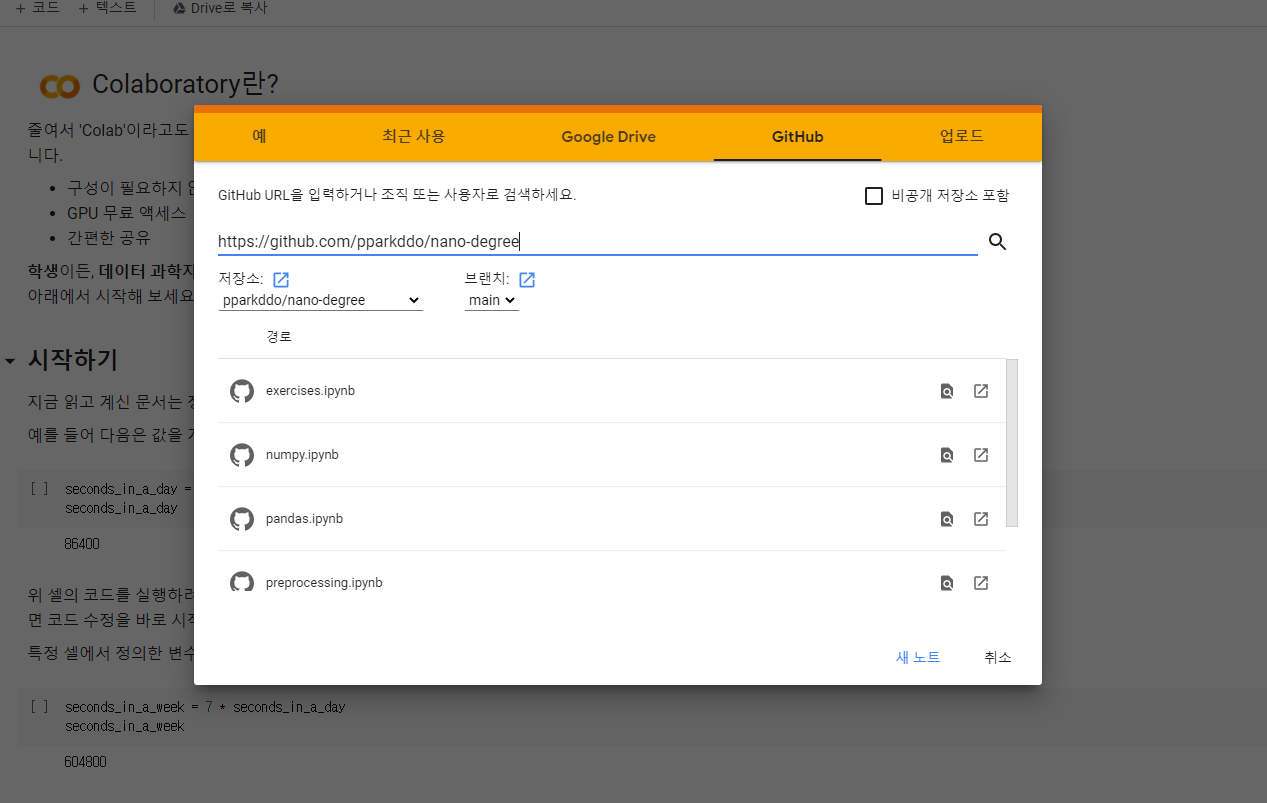 + 코드 + 텍스트 Drive로 복사
Colaboratory란?
줄여서 'Colab'이라고도
니다.
구성이 필요하지
GPU 무료 액세스
간편한 공유
학생이든, 데이터 과학자
아래에서 시작해 보세요
시작하기
지금 읽고 계신 문서는
예를 들어 다음은 값을
[ ] seconds_in_a_day =
seconds_in_a_day
86400
위 셀의 코드를 실행하려
면 코드 수정을 바로 시작
특정 셀에서 정의한 변수
[ ] seconds_in_a_week = 7 * seconds_in_a_day
seconds_in_a_week
604800
예 최근 사용 Google Drive GitHub 업로드
GitHub URL을 입력하거나 조직 또는 사용자로 검색하세요. 비공개 저장소 포함
https://github.com/pparkddo/nano-degree
저장소: 브랜치:
pparkddo/nano-degree main
경로
exercises.ipynb
numpy.ipynb
pandas.ipynb
preprocessing.ipynb
새 노트 취소